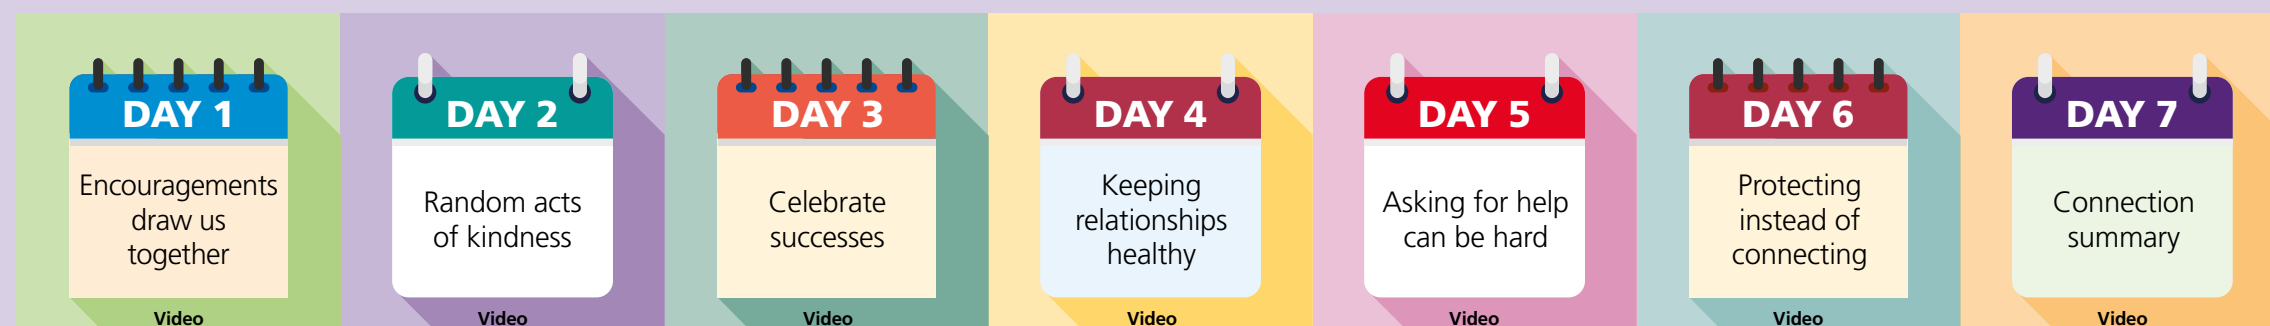 DAY 1
Encouragements
draw us
together
Video
DAY 2
Random acts
of kindness
Video
DAY 3
Celebrate
successes
Video
DAY 4
Keeping
relationships
healthy
Video
DAY 5
Asking for help
can be hard
Video
DAY 6
Protecting
instead of
connecting
Video
DAY 7
Connection
summary
Video